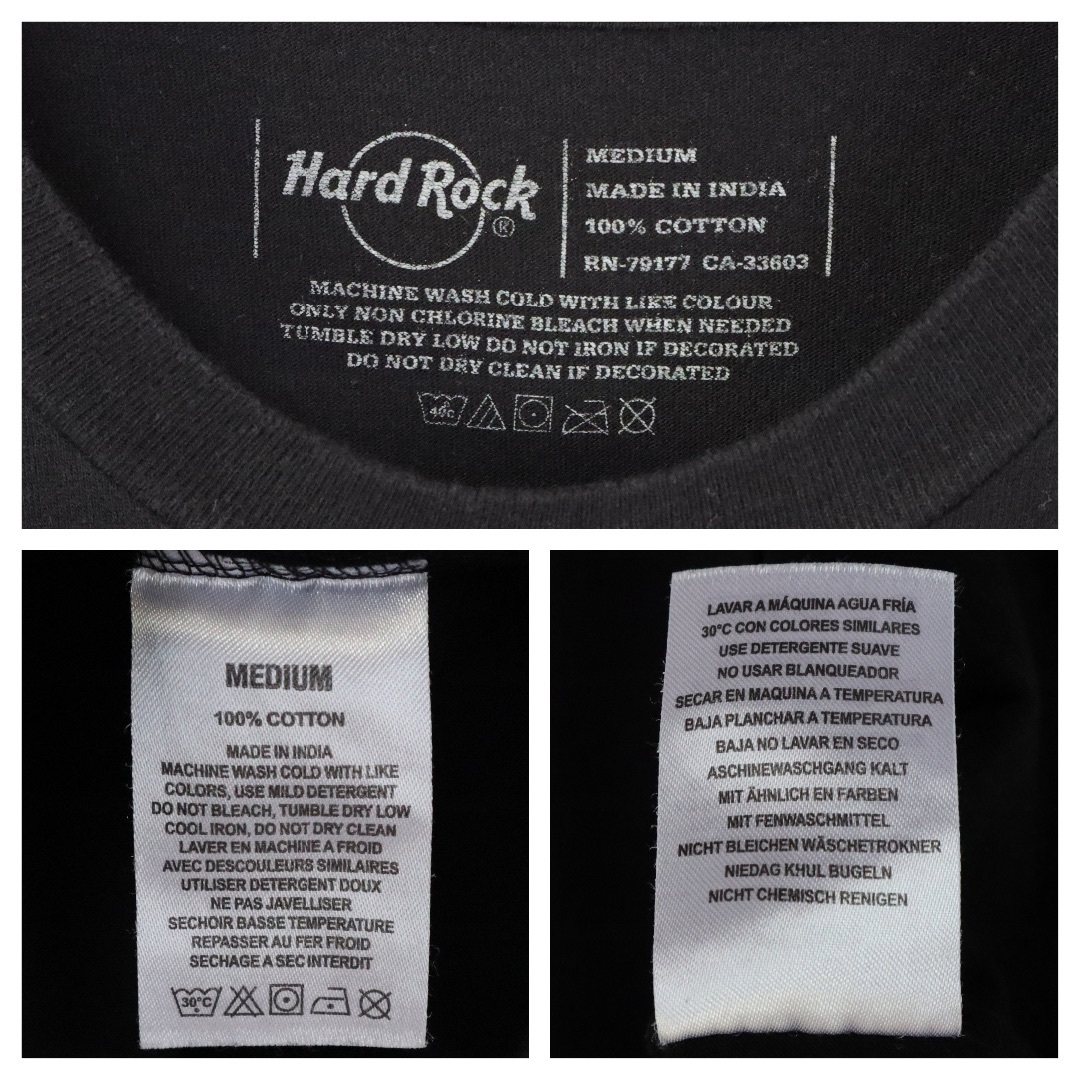 Hard Rock ®
MEDIUM
MADE IN INDIA
100% COTTON
RN-79177 CA-33603
MACHINE WASH COLD WITH LIKE COLOUR
ONLY NON CHLORINE BLEACH WHEN NEEDED
TUMBLE DRY LOW DO NOT IRON IF DECORATED
DO NOT DRY CLEAN IF DECORATED
40C
MEDIUM
100% COTTON
MADE IN INDIA
MACHINE WASH COLD WITH LIKE
COLORS, USE MILD DETERGENT
DO NOT BLEACH, TUMBLE DRY LOW
COOL IRON, DO NOT DRY CLEAN
LAVER EN MACHINE A FROID
AVEC DESCOULEURS SIMILAIRES
UTILISER DETERGENT DOUX
NE PAS JAVELLISER
SECHOIR BASSE TEMPERATURE
REPASSER AU FER FROID
SECHAGE A SEC INTERDIT
30°C
LAVAR A MÁQUINA AGUA FRÍA
30°C CON COLORES SIMILARES
USE DETERGENTE SUAVE
NO USAR BLANQUEADOR
SECAR EN MAQUINA A TEMPERATURA
BAJA PLANCHAR A TEMPERATURA
BAJA NO LAVAR EN SECO
ASCHINEWASCHGANG KALT
MIT ÄHNLICH EN FARBEN
MIT FENWASCHMITTEL
NICHT BLEICHEN WÄSCHETROKNER
NIEDAG KHUL BUGELN
NICHT CHEMISCH RENIGEN